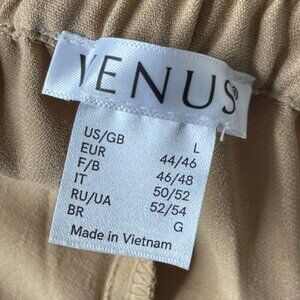 VENUS®
US/GB L
EUR 44/46
F/B 46/48
IT 50/52
RU/UA 52/54
BR G
Made in Vietnam